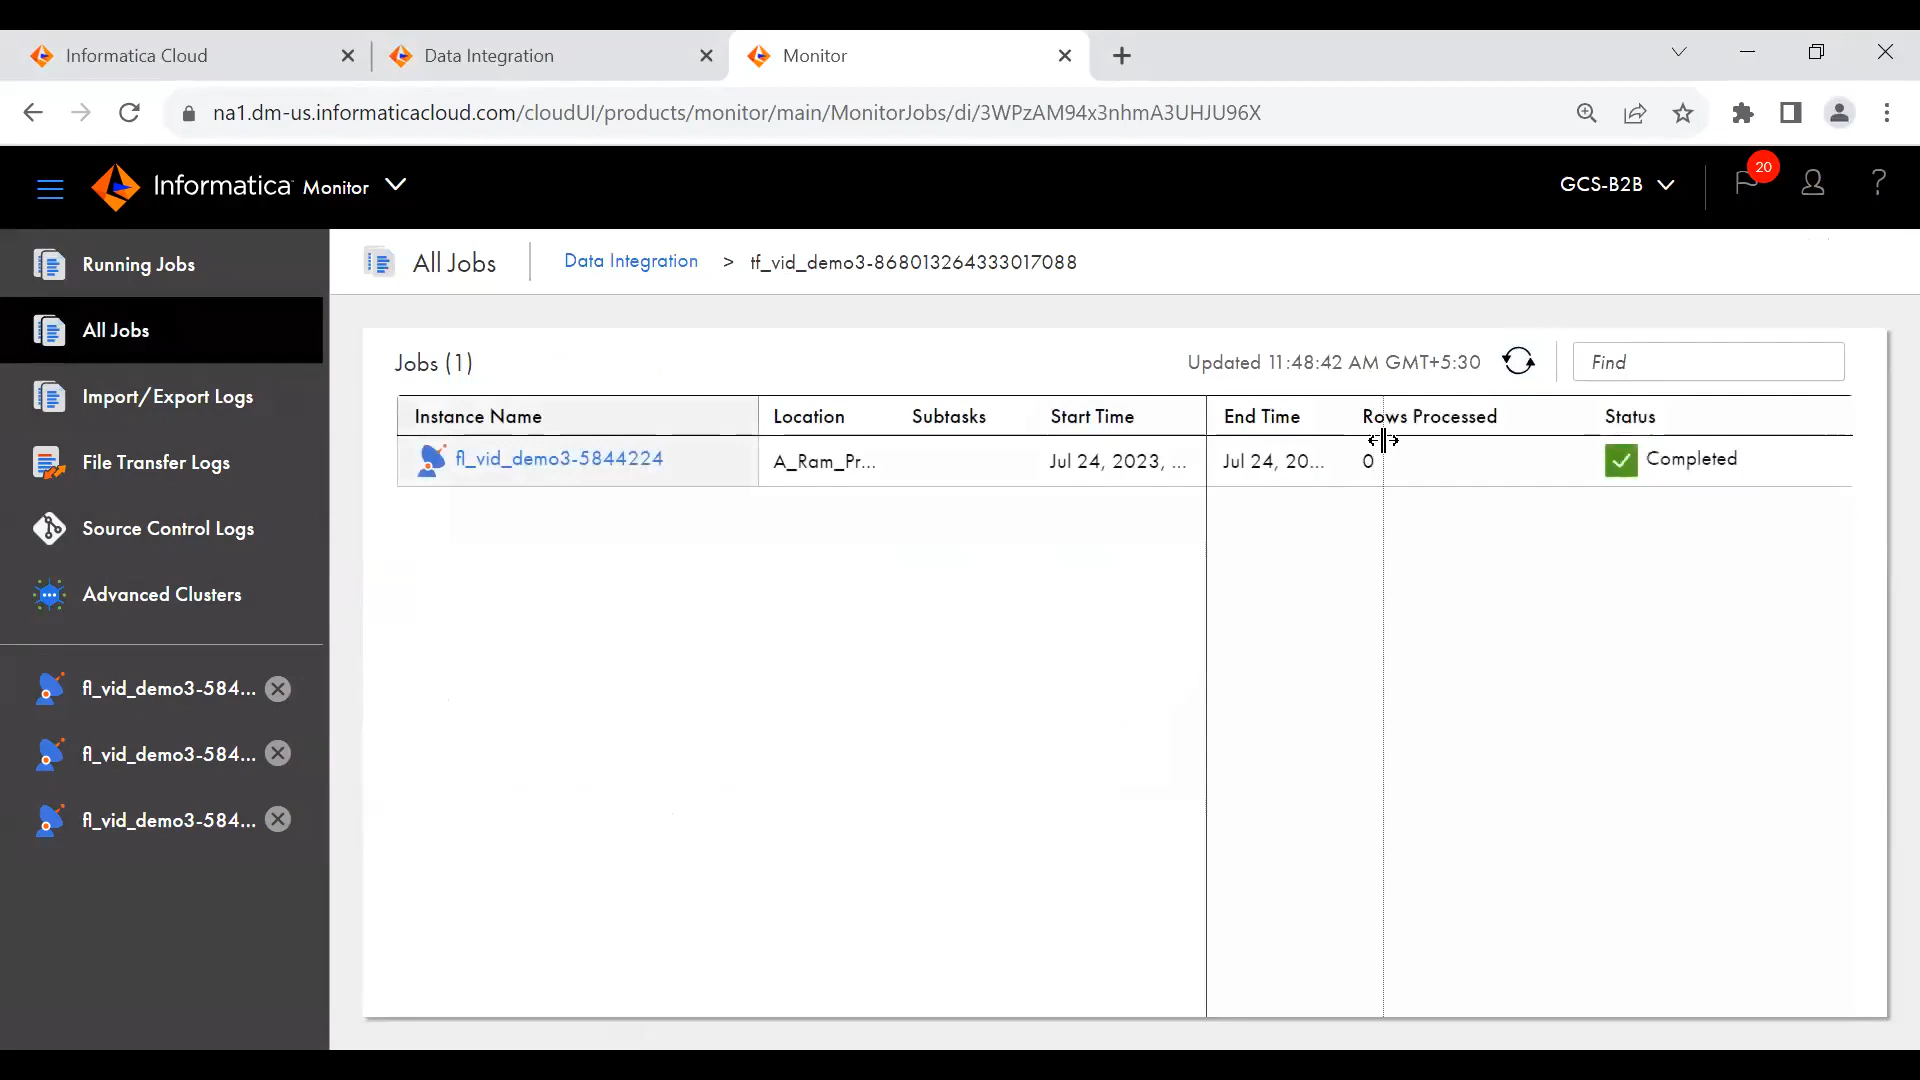 Informatica Cloud
Data Integration
Monitor
na1.dm-us.informaticacloud.com/cloudUI/products/monitor/main/MonitorJobs/di/3WPzAM94x3nhmA3UHJU96X
Informatica Monitor
GCS-B2B
20
?
Running Jobs
All Jobs
Import/Export Logs
File Transfer Logs
Source Control Logs
Advanced Clusters
fl_vid_demo3-584...
fl_vid_demo3-584...
fl_vid_demo3-584...
All Jobs
Data Integration > tf_vid_demo3-868013264333017088
Jobs (1)
Updated 11:48:42 AM GMT+5:30
Find
Instance Name Location Subtasks Start Time End Time Rows Processed Status
fl_vid_demo3-5844224 A_Ram_Pr... Jul 24, 2023, ... Jul 24, 20... 0 Completed